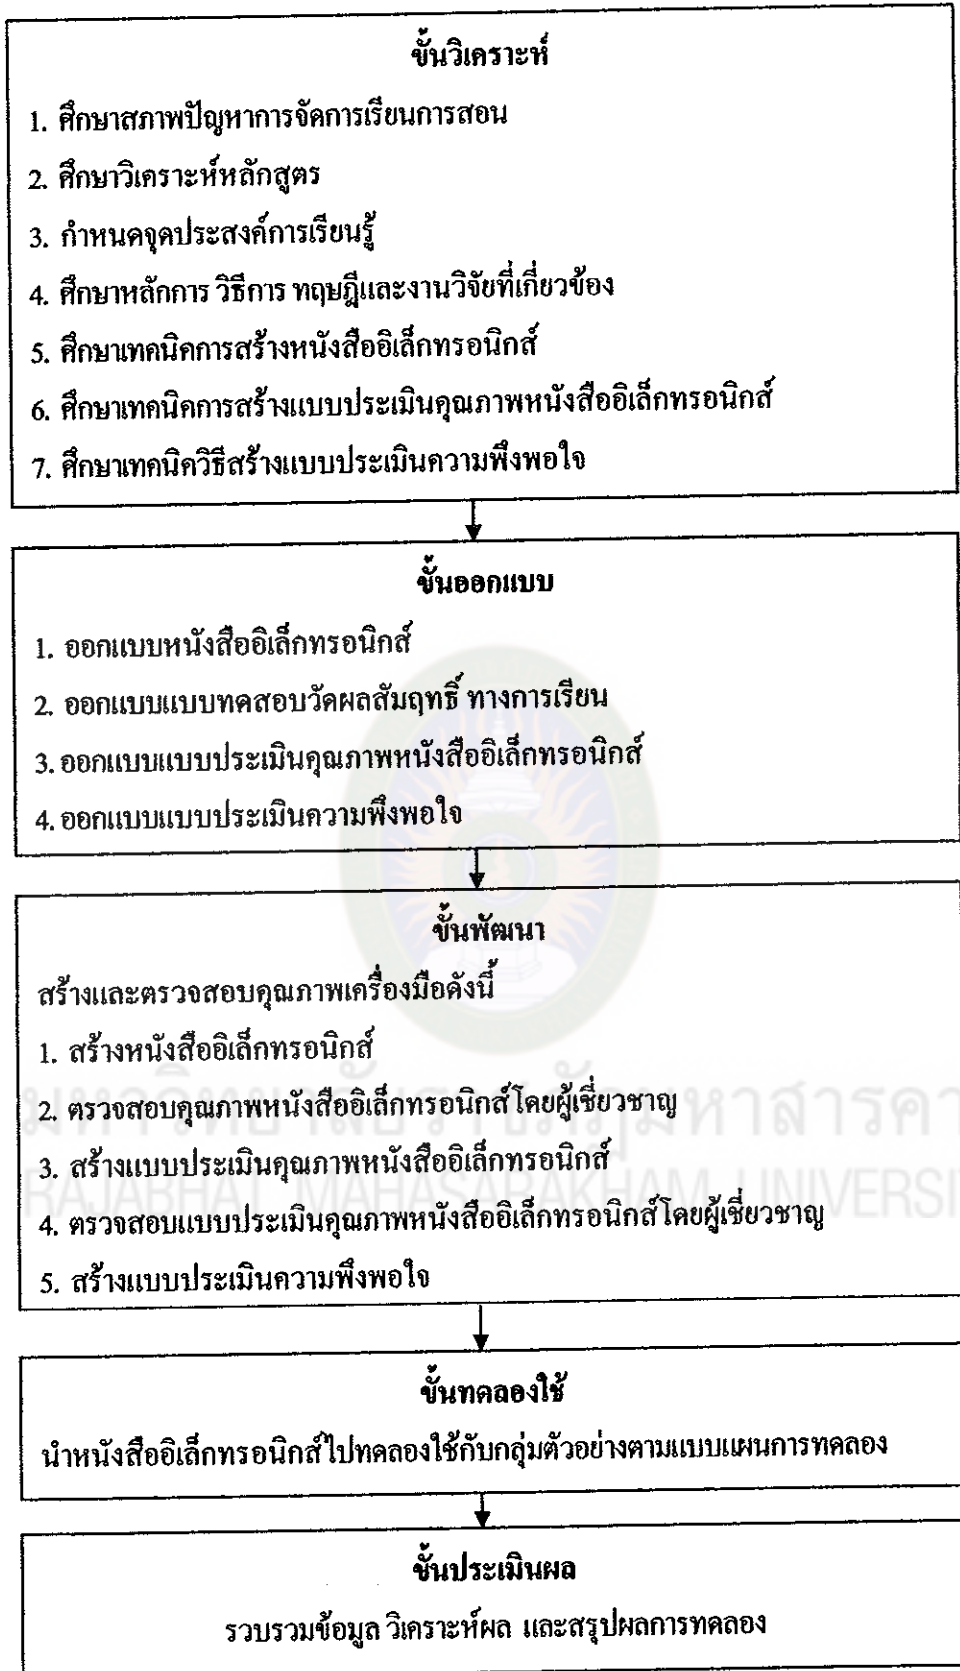 ขั้นวิเคราะห์
1. ศึกษาสภาพปัญหาการจัดการเรียนการสอน
2. ศึกษาวิเคราะห์หลักสูตร
3. กำหนดจุดประสงค์การเรียนรู้
4. ศึกษาหลักการ วิธีการ ทฤษฎีและงานวิจัยที่เกี่ยวข้อง
5. ศึกษาเทคนิคการสร้างหนังสืออิเล็กทรอนิกส์
6. ศึกษาเทคนิคการสร้างแบบประเมินคุณภาพหนังสืออิเล็กทรอนิกส์
7. ศึกษาเทคนิควิธีสร้างแบบประเมินความพึงพอใจ
ขั้นออกแบบ
1. ออกแบบหนังสืออิเล็กทรอนิกส์
2. ออกแบบแบบทดสอบวัดผลสัมฤทธิ์ ทางการเรียน
3. ออกแบบแบบประเมินคุณภาพหนังสืออิเล็กทรอนิกส์
4. ออกแบบแบบประเมินความพึงพอใจ
ขั้นพัฒนา
สร้างและตรวจสอบคุณภาพเครื่องมือดังนี้
1. สร้างหนังสืออิเล็กทรอนิกส์
มหาวิทยาลัยราชภัฏมหาสารคา
2. ตรวจสอบคุณภาพหนังสืออิเล็กทรอนิกส์โดยผู้เชี่ยวชาญ
3. สร้างแบบประเมินคุณภาพหนังสืออิเล็กทรอนิกส์
RAJABHAT MAHASARAKHAM UNIVERSI
4. ตรวจสอบแบบประเมินคุณภาพหนังสืออิเล็กทรอนิกส์โดยผู้เชี่ยวชาญ
5. สร้างแบบประเมินความพึงพอใจ
ขั้นทดลองใช้
นำหนังสืออิเล็กทรอนิกส์ไปทดลองใช้กับกลุ่มตัวอย่างตามแบบแผนการทดลอง
ขั้นประเมินผล
รวบรวมข้อมูล วิเคราะห์ผล และสรุปผลการทดลอง